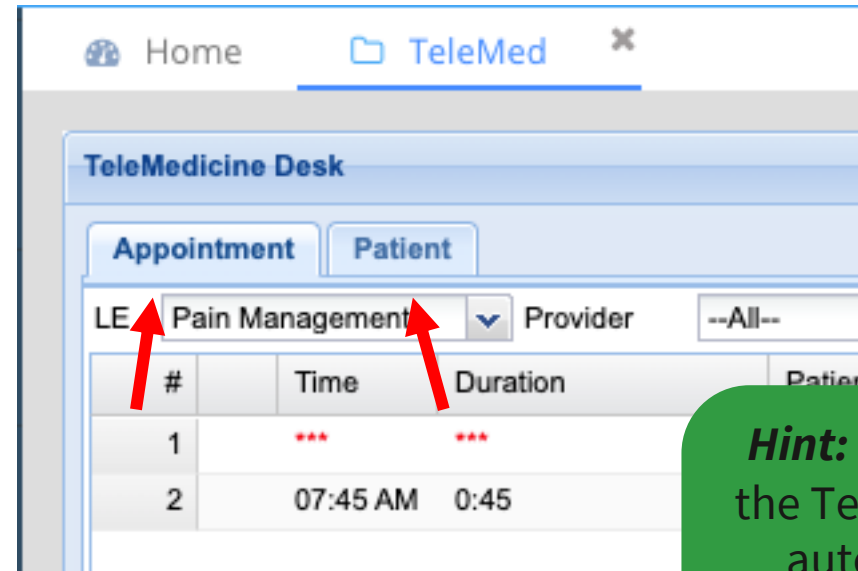 Home TeleMed
TeleMedicine Desk
Appointment Patient
LE Pain Management Provider --All--
# Time Duration
1 *** ***
2 07:45 AM 0:45
Hint:
the